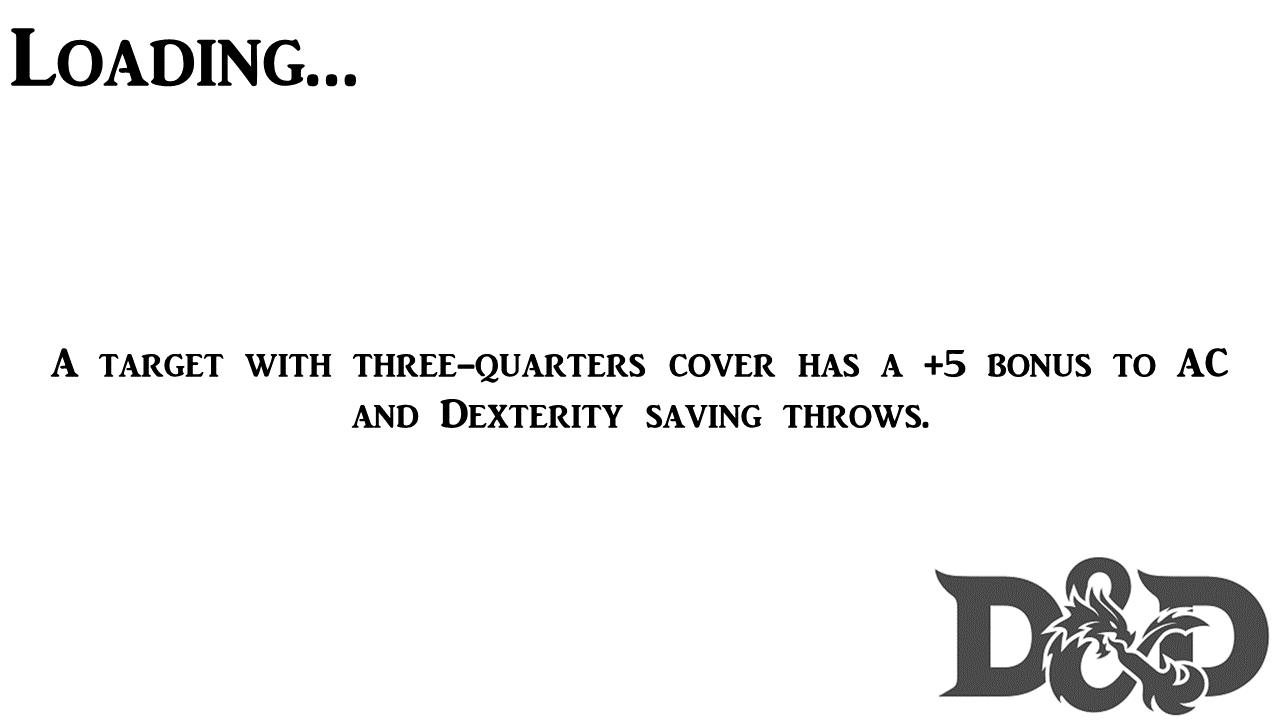 Loading...
A target with three-quarters cover has a +5 bonus to AC
and Dexterity saving throws.
D&D